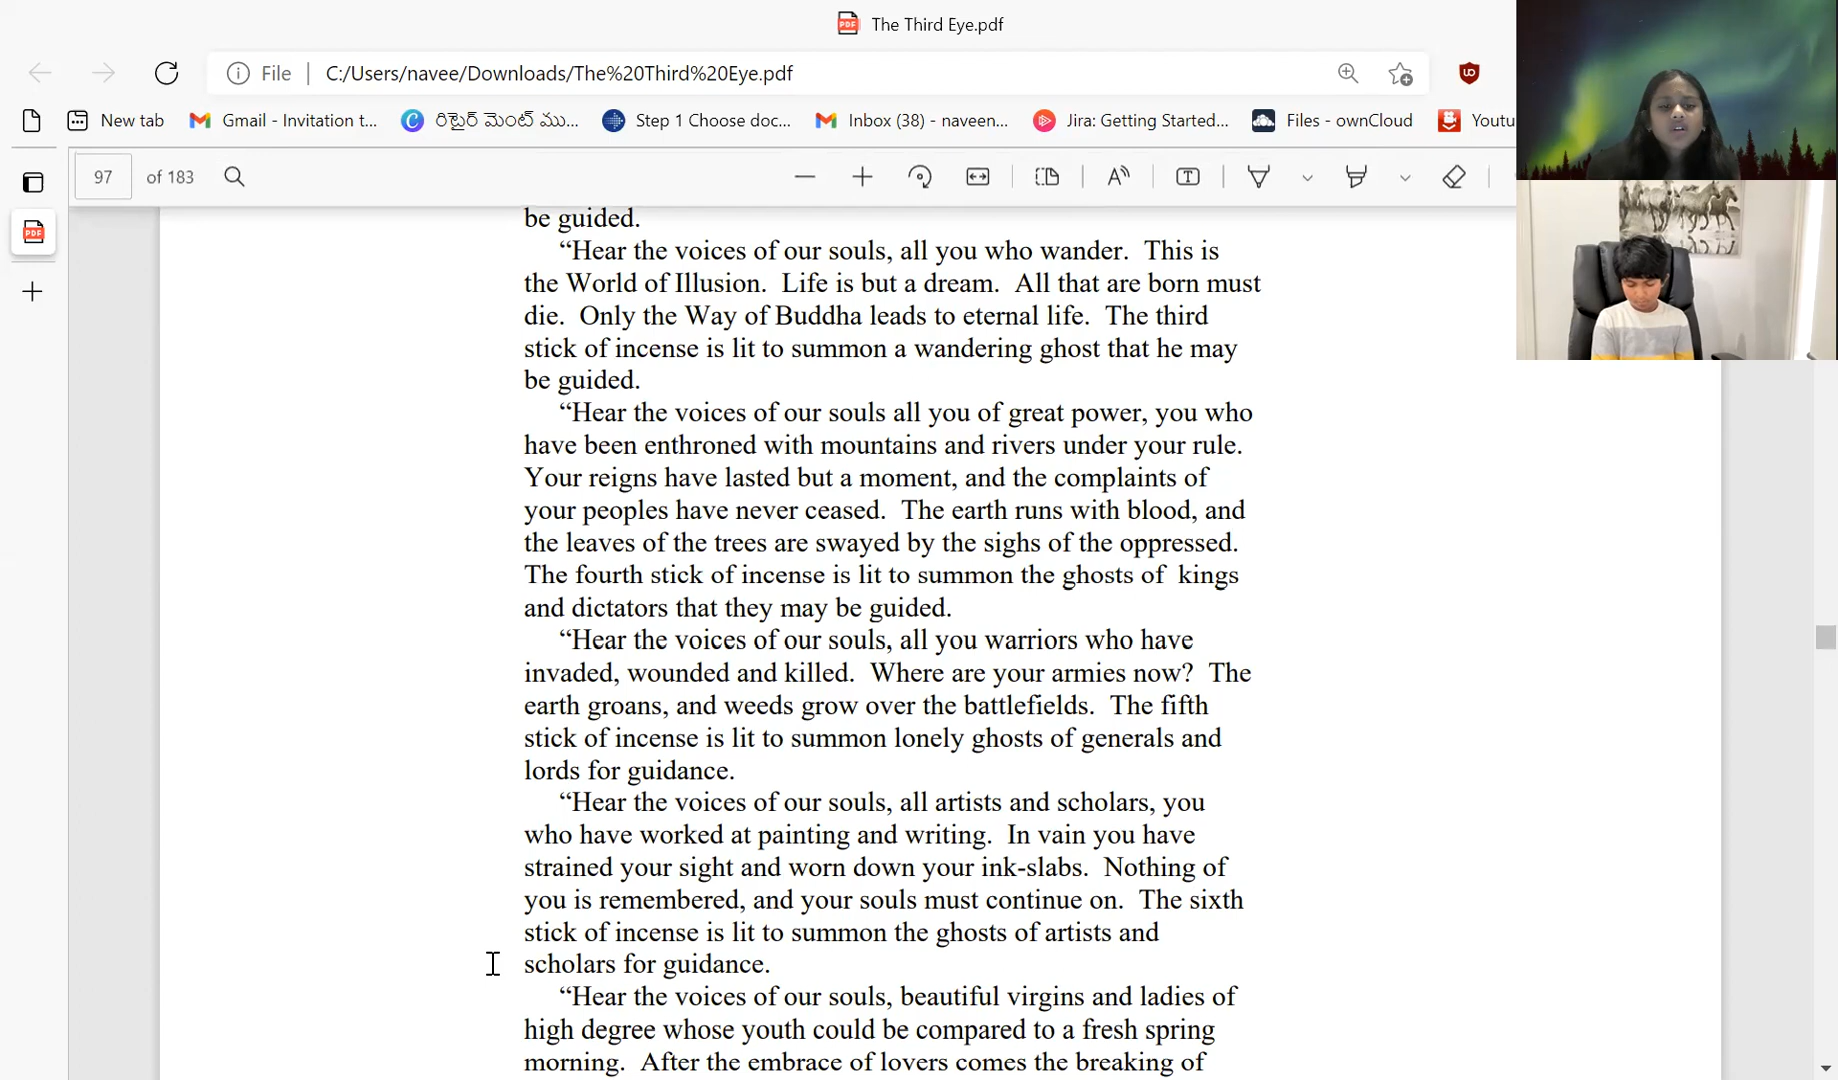 The Third Eye.pdf
File C:/Users/navee/Downloads/The%20Third%20Eye.pdf
New tab
Gmail - Invitation t...
రిటైర్ మెంట్ ము...
Step 1 Choose doc...
Inbox (38) - naveen...
Jira: Getting Started...
Files - ownCloud
Youtu
97 of 183
be guided.
“Hear the voices of our souls, all you who wander. This is
the World of Illusion. Life is but a dream. All that are born must
die. Only the Way of Buddha leads to eternal life. The third
stick of incense is lit to summon a wandering ghost that he may
be guided.
“Hear the voices of our souls all you of great power, you who
have been enthroned with mountains and rivers under your rule.
Your reigns have lasted but a moment, and the complaints of
your peoples have never ceased. The earth runs with blood, and
the leaves of the trees are swayed by the sighs of the oppressed.
The fourth stick of incense is lit to summon the ghosts of kings
and dictators that they may be guided.
“Hear the voices of our souls, all you warriors who have
invaded, wounded and killed. Where are your armies now? The
earth groans, and weeds grow over the battlefields. The fifth
stick of incense is lit to summon lonely ghosts of generals and
lords for guidance.
“Hear the voices of our souls, all artists and scholars, you
who have worked at painting and writing. In vain you have
strained your sight and worn down your ink-slabs. Nothing of
you is remembered, and your souls must continue on. The sixth
stick of incense is lit to summon the ghosts of artists and
scholars for guidance.
“Hear the voices of our souls, beautiful virgins and ladies of
high degree whose youth could be compared to a fresh spring
morning. After the embrace of lovers comes the breaking of